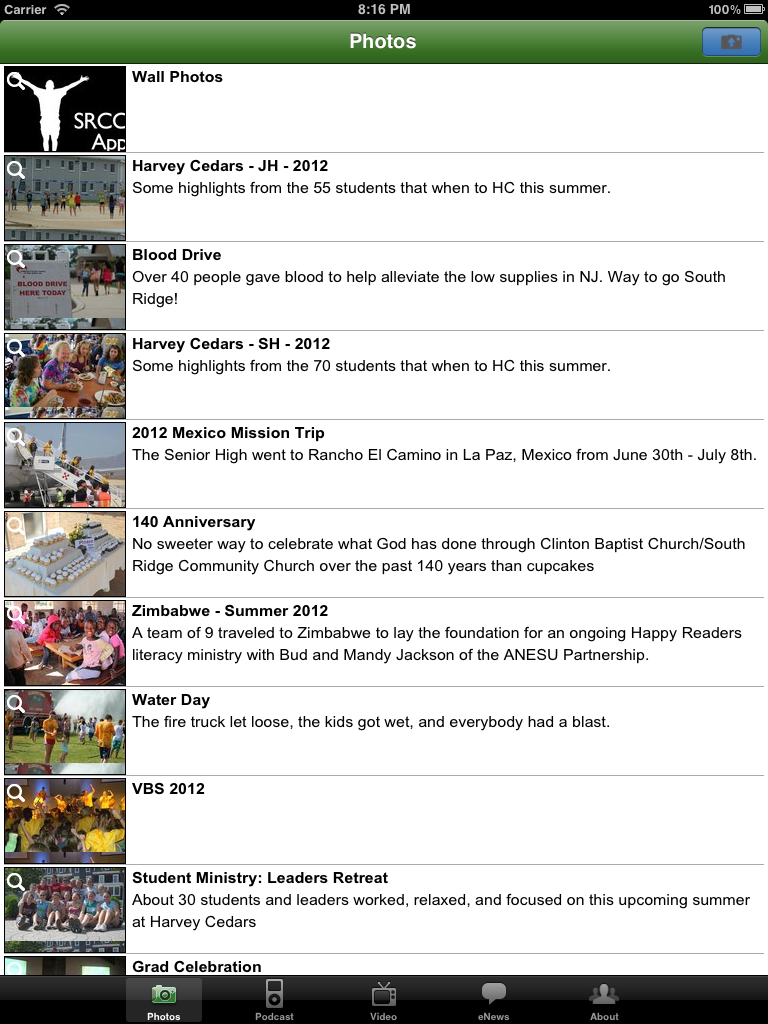 Carrier 8:16 PM 100%
Photos
SRCC
App
Wall Photos
Harvey Cedars - JH - 2012
Some highlights from the 55 students that when to HC this summer.
BLOOD DRIVE
HERE TODAY
Blood Drive
Over 40 people gave blood to help alleviate the low supplies in NJ. Way to go South
Ridge!
Harvey Cedars - SH - 2012
Some highlights from the 70 students that when to HC this summer.
2012 Mexico Mission Trip
The Senior High went to Rancho El Camino in La Paz, Mexico from June 30th - July 8th.
140 Anniversary
No sweeter way to celebrate what God has done through Clinton Baptist Church/South
Ridge Community Church over the past 140 years than cupcakes
Zimbabwe - Summer 2012
A team of 9 traveled to Zimbabwe to lay the foundation for an ongoing Happy Readers
literacy ministry with Bud and Mandy Jackson of the ANESU Partnership.
Water Day
The fire truck let loose, the kids got wet, and everybody had a blast.
VBS 2012
Student Ministry: Leaders Retreat
About 30 students and leaders worked, relaxed, and focused on this upcoming summer
at Harvey Cedars
Grad Celebration
Photos Podcast Video eNews About